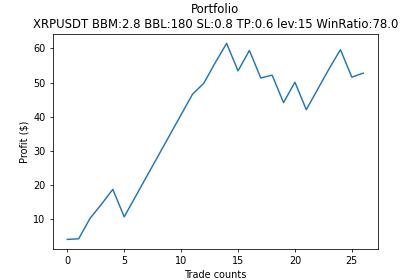 Portfolio
XRPUSDT BBM:2.8 BBL:180 SL:0.8 TP:0.6 lev:15 WinRatio:78.0
60
50
40
30
20
10
Profit ($)
0 5 10 15 20 25
Trade counts